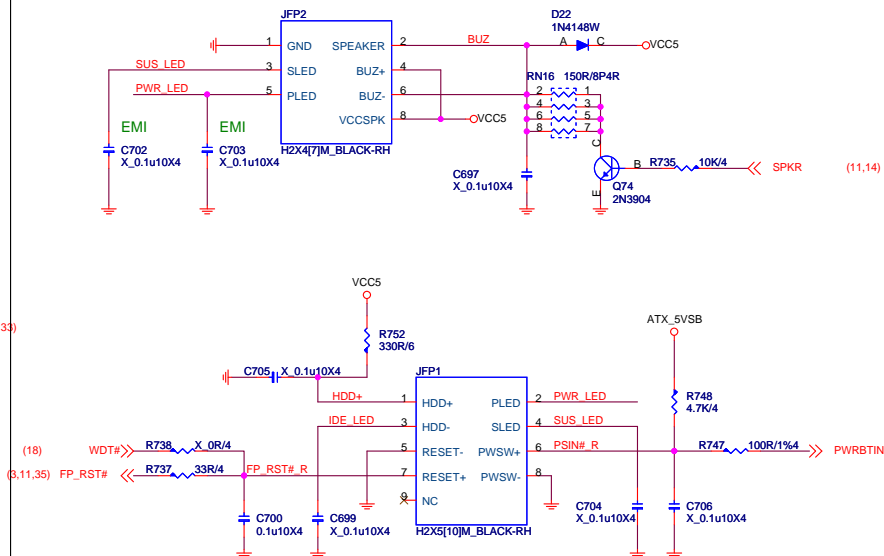 JFP2
1 GND SPEAKER 2 BUZ
SUS_LED 3 SLED BUZ+ 4
PWR_LED 5 PLED BUZ- 6
VCCSPK 8 VCC5
H2X4[7]M_BLACK-RH
EMI EMI
C702 X_0.1u10X4
C703 X_0.1u10X4
D22
1N4148W
A C VCC5
RN16 150R/8P4R
2 1
4 3
6 5
8 7
C697
X_0.1u10X4
C
B
E
Q74
2N3904
R735 10K/4 SPKR (11,14)
33)
VCC5
R752
330R/6
C705 X_0.1u10X4
JFP1
HDD+ 1 HDD+ PLED 2 PWR_LED
IDE_LED 3 HDD- SLED 4 SUS_LED
5 RESET- PWSW+ 6 PSIN#_R
7 RESET+ PWSW- 8
9 NC
H2X5[10]M_BLACK-RH
(18) WDT# R738 X_0R/4
(3,11,35) FP_RST# R737 33R/4 FP_RST#_R
C700
0.1u10X4
C699
X_0.1u10X4
ATX_5VSB
R748
4.7K/4
R747 100R/1%4 PWRBTIN
C704
X_0.1u10X4
C706
X_0.1u10X4